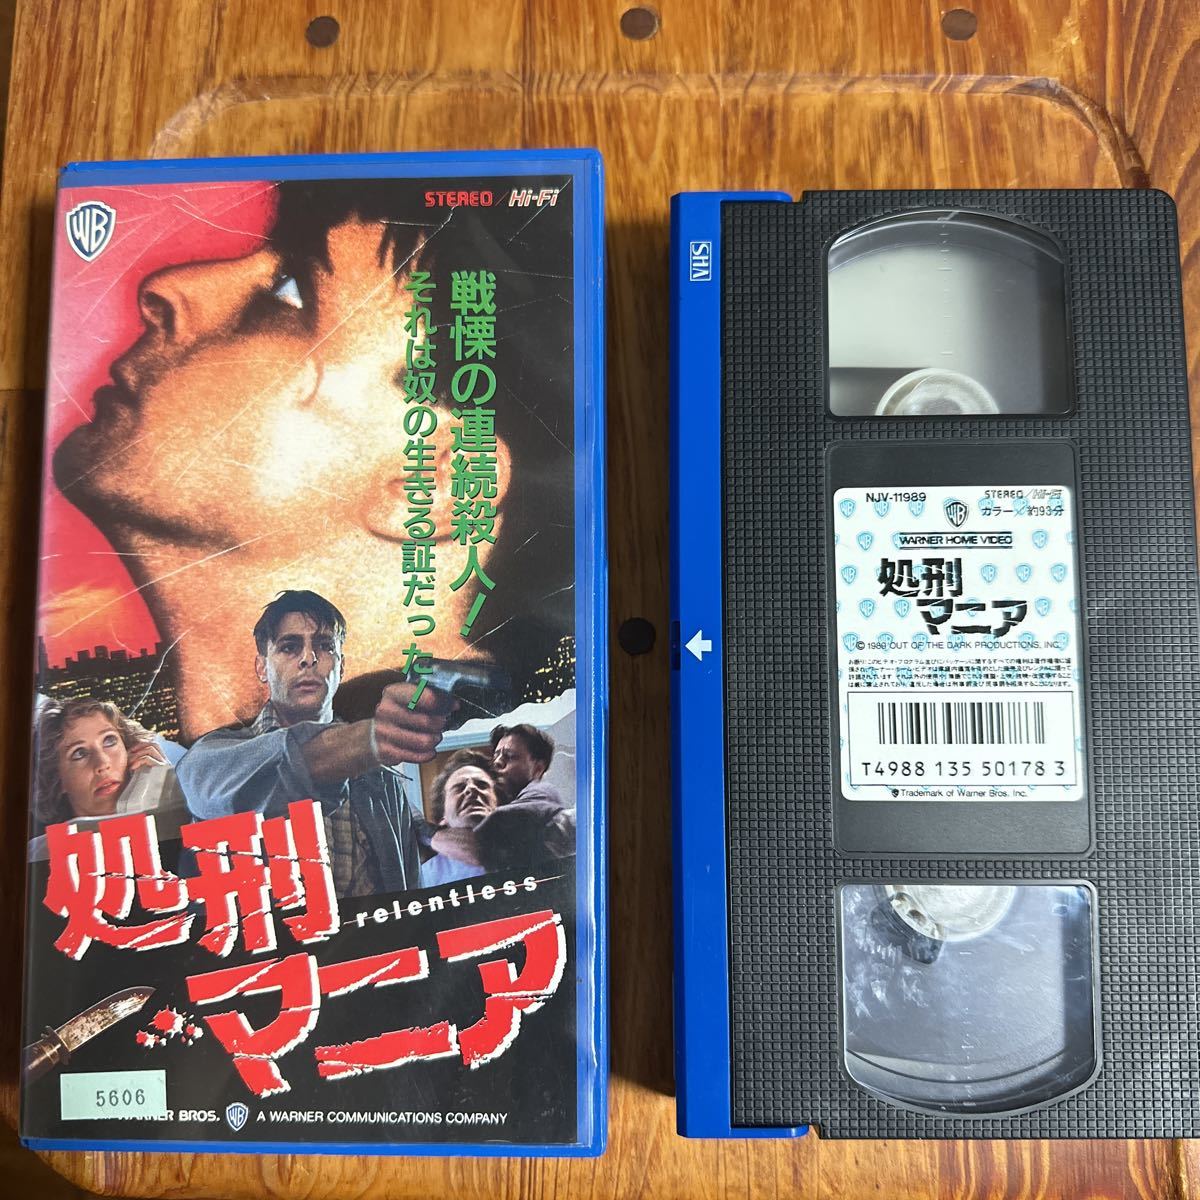 WB
STEREO/Hi-Fi
戦慄の連続殺人!
それは奴の生きる証だった!
処刑
relentless
マニア
5606
WARNER BROS. WB A WARNER COMMUNICATIONS COMPANY
VHS
NJV-11989
STEREO/Hi-Fi
WB カラー/約93分
WARNER HOME VIDEO
処刑
マニア
© 1989 OUT OF THE DARK PRODUCTIONS, INC.
T4988 135 50178 3
Trademark of Warner Bros. Inc.